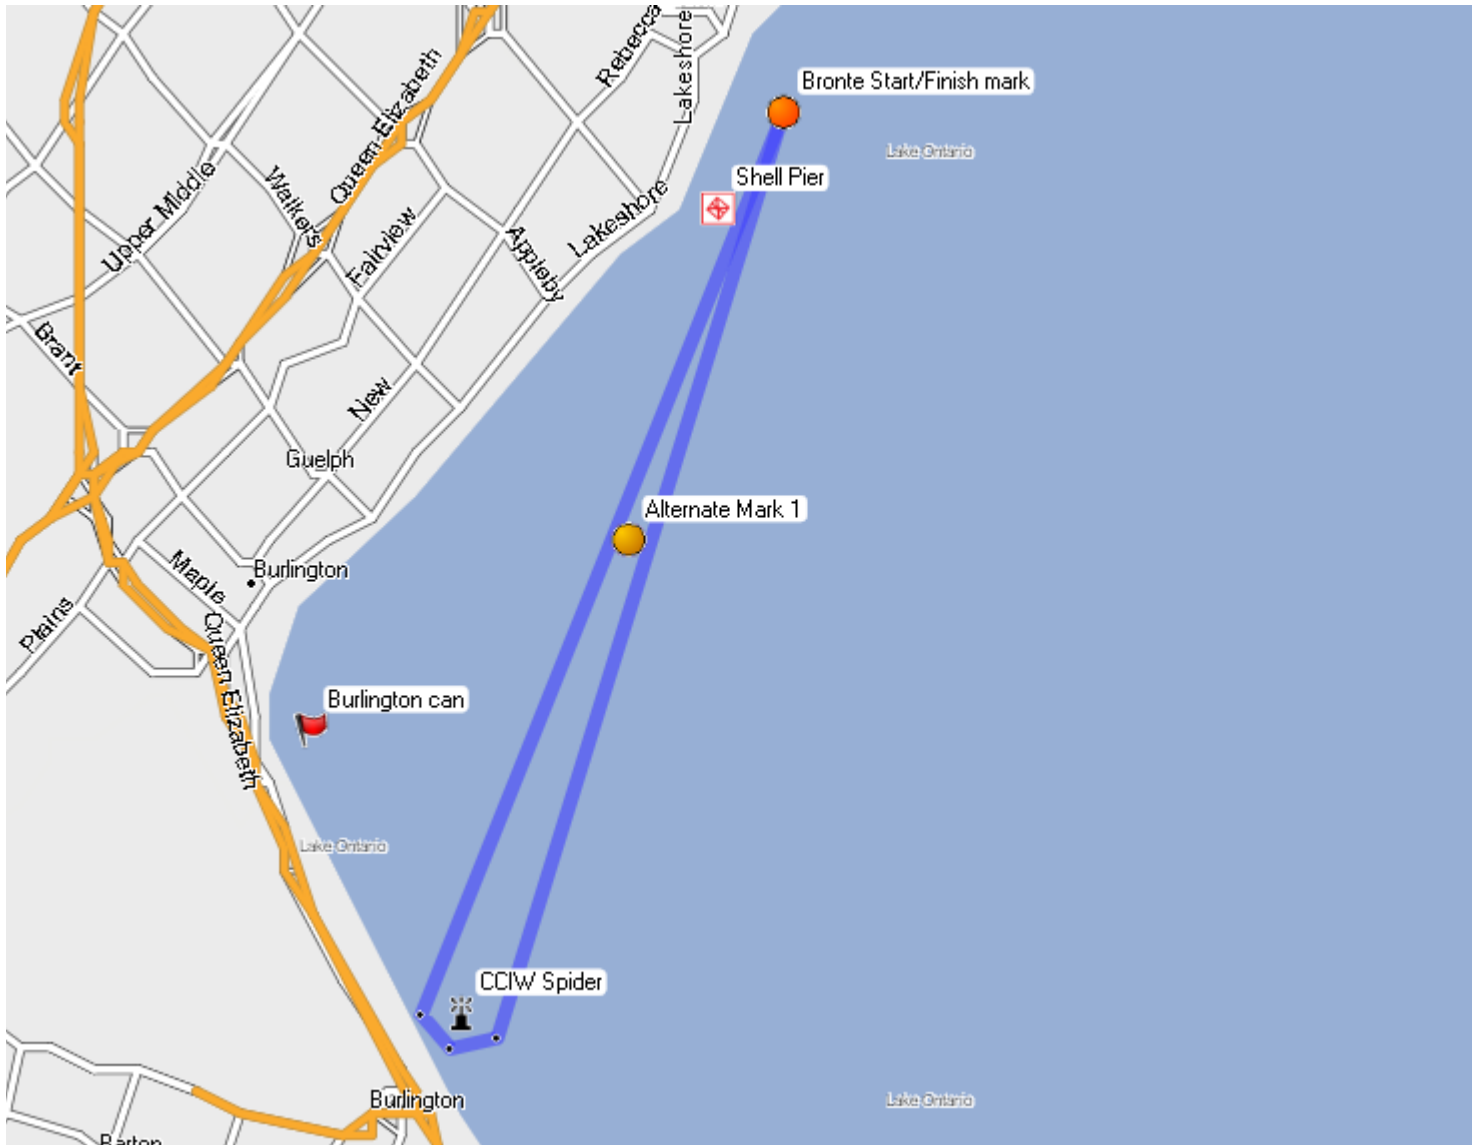 Rebecca
Lakeshore
Bronte Start/Finish mark
Queen Elizabeth
Lake Ontario
Upper Middle
Walkers
Shell Pier
Fairview
Lakeshore
Appleby
Brant
New
Guelph
Alternate Mark 1
Maple
Burlington
Plains
Queen Elizabeth
Burlington can
Lake Ontario
CCIW Spider
Burlington
Lake Ontario
Barton